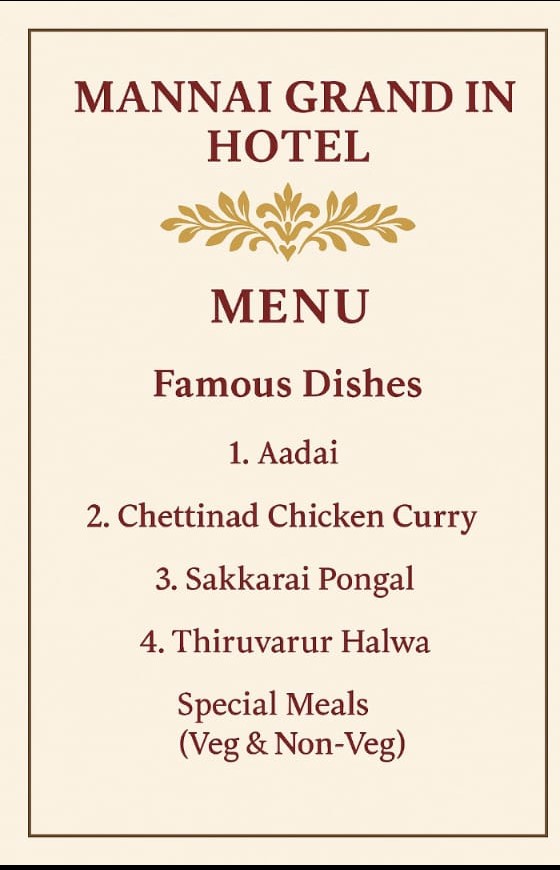 MANNAI GRAND IN
HOTEL
MENU
Famous Dishes
1. Aadai
2. Chettinad Chicken Curry
3. Sakkarai Pongal
4. Thiruvarur Halwa
Special Meals
(Veg & Non-Veg)